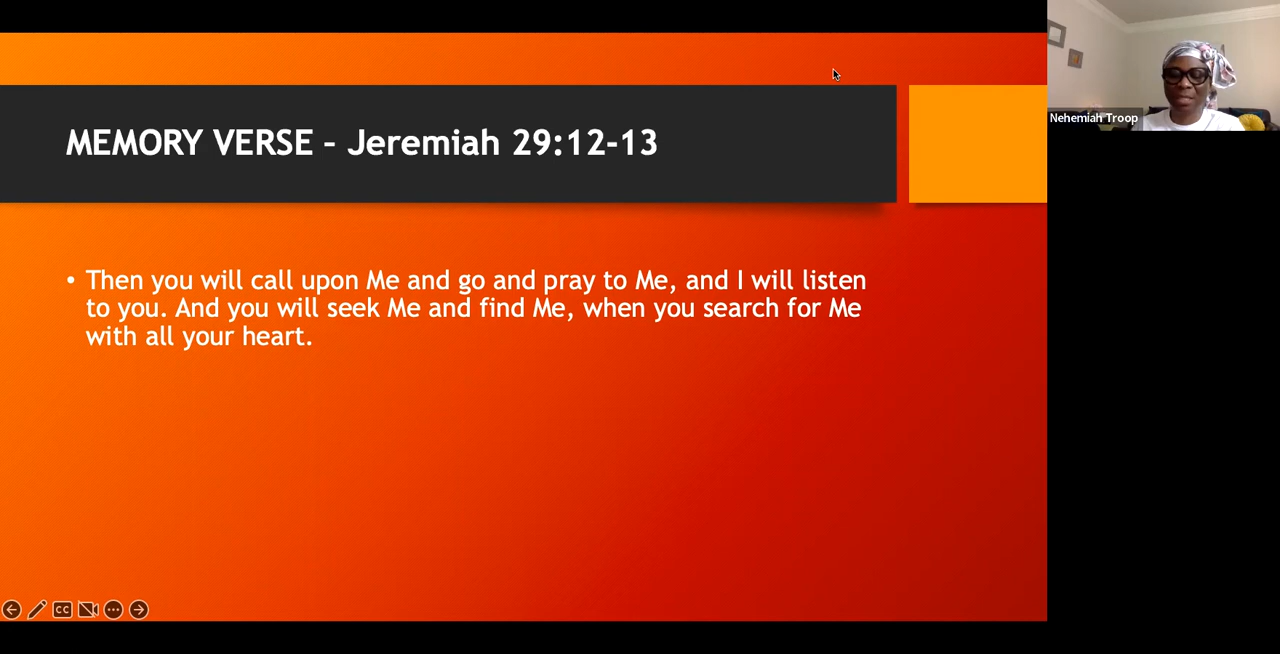 MEMORY VERSE – Jeremiah 29:12-13
• Then you will call upon Me and go and pray to Me, and I will listen
to you. And you will seek Me and find Me, when you search for Me
with all your heart.
Nehemiah Troop
CC